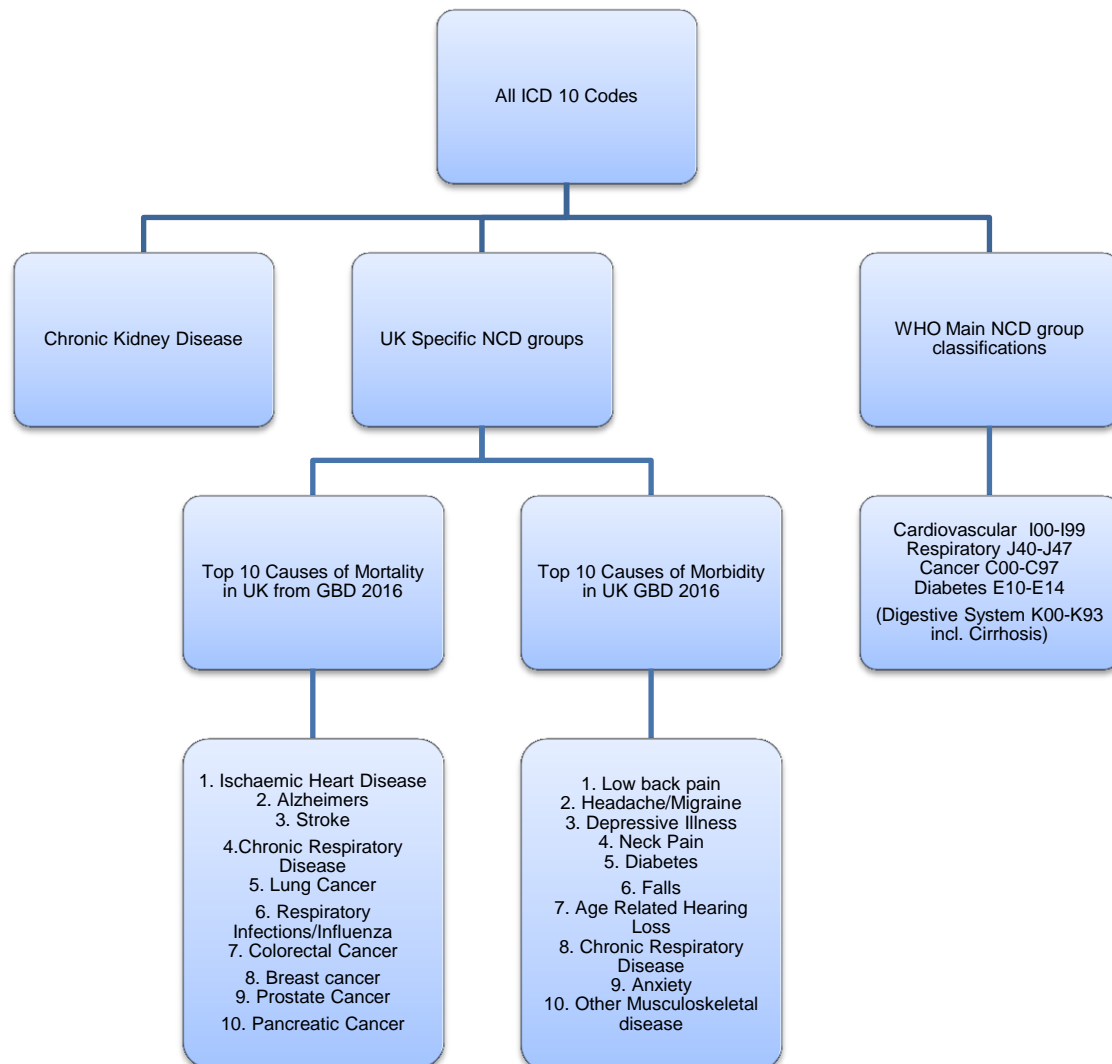 All ICD 10 Codes
Chronic Kidney Disease
UK Specific NCD groups
WHO Main NCD group
classifications
Top 10 Causes of Mortality
in UK from GBD 2016
Top 10 Causes of Morbidity
in UK GBD 2016
Cardiovascular I00-I99
Respiratory J40-J47
Cancer C00-C97
Diabetes E10-E14
(Digestive System K00-K93
incl. Cirrhosis)
1. Ischaemic Heart Disease
2. Alzheimers
3. Stroke
4.Chronic Respiratory
Disease
5. Lung Cancer
6. Respiratory
Infections/Influenza
7. Colorectal Cancer
8. Breast cancer
9. Prostate Cancer
10. Pancreatic Cancer
1. Low back pain
2. Headache/Migraine
3. Depressive Illness
4. Neck Pain
5. Diabetes
6. Falls
7. Age Related Hearing
Loss
8. Chronic Respiratory
Disease
9. Anxiety
10. Other Musculoskeletal
disease